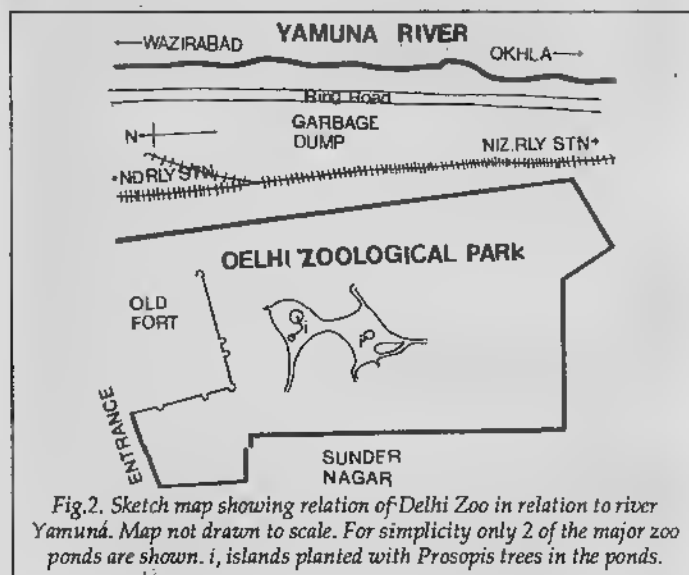 YAMUNA RIVER
←WAZIRABAD
OKHLA→
Ring Road
GARBAGE
DUMP
N
•ND RLY STN
NIZ.RLY STN→
OELHI ZOOLOGICAL PARK
OLD
FORT
i
i
ENTRANCE
SUNDER
NAGAR
Fig.2. Sketch map showing relation of Delhi Zoo in relation to river
Yamuná. Map not drawn to scale. For simplicity only 2 of the major zoo
ponds are shown. i, islands planted with Prosopis trees in the ponds.